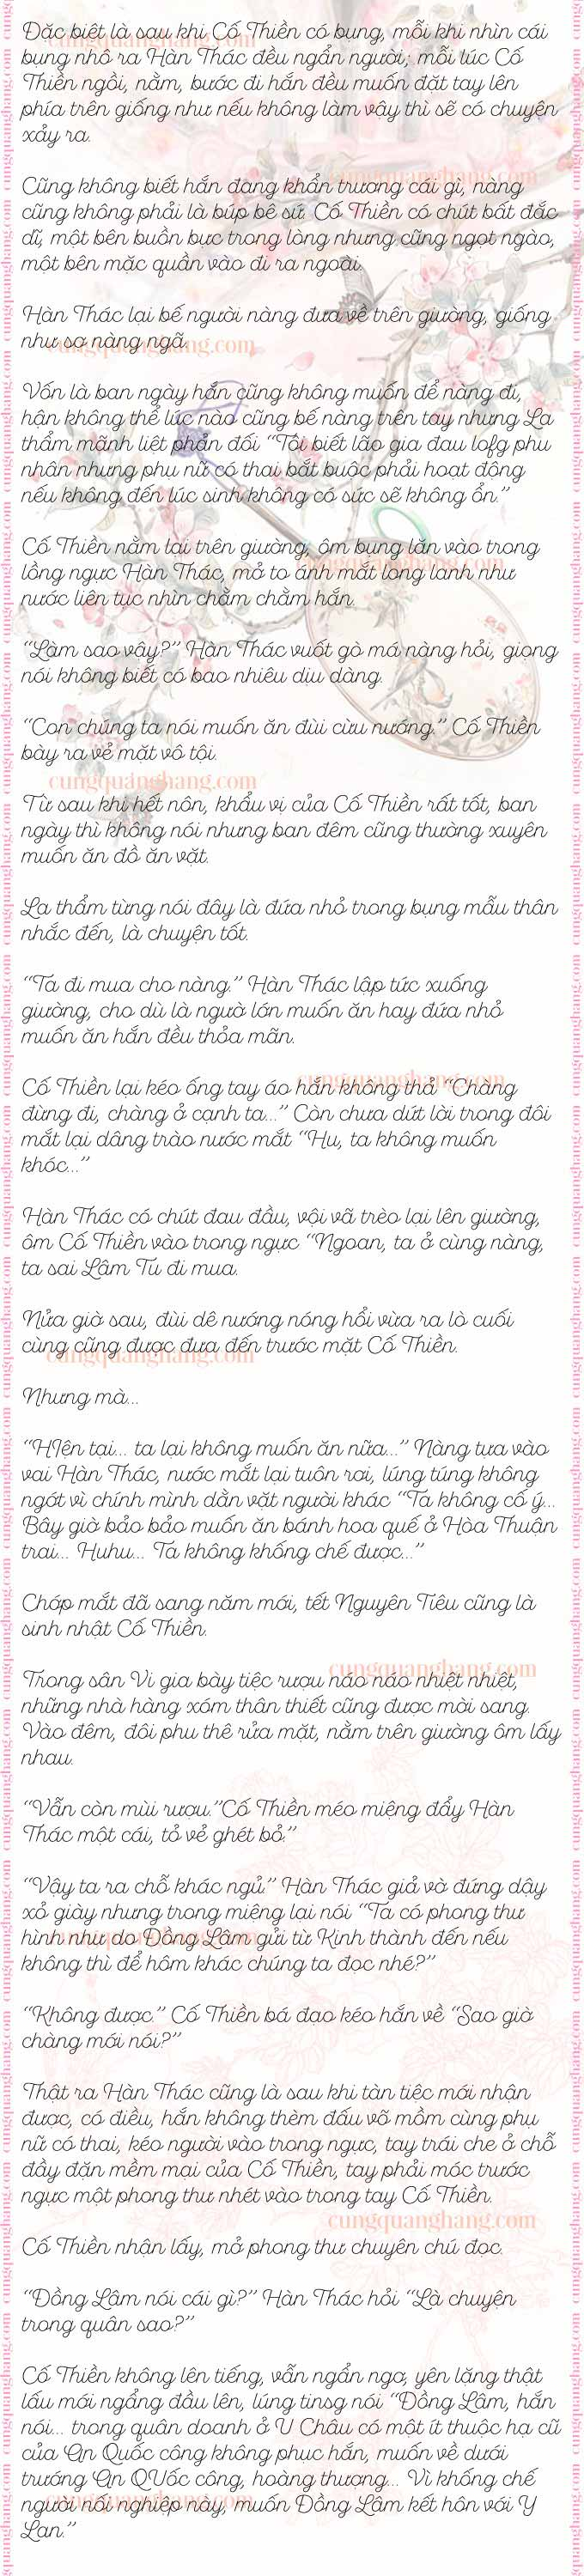 Đặc biệt là sau khi Cố Thiền có bụng, mỗi khi nhìn cái
bụng nhô ra Hàn Thác đều ngẩn người, mỗi lúc Cố
Thiền ngồi, nằm, bước đi hắn đều muốn đặt tay lên
phía trên giống như nếu không làm vậy thì sẽ có chuyện
xảy ra.
Cũng không biết hắn đang khẩn trương cái gì, nàng
cũng không phải là búp bê sứ. Cố Thiền có chút bất đắc
dĩ, một bên buồn bực trong lòng nhưng cũng ngọt ngào,
một bên mặc quần vào đi ra ngoài.
Hàn Thác lại bế người nàng đưa về trên giường, giống
như sợ nàng ngã.
Vốn là ban ngày hắn cũng không muốn để nàng đi,
hận không thể lúc nào cũng bế nàng trên tay nhưng La
thẩm mãnh liệt phản đối "Tôi biết lão gia cau lofg phu
nhân nhưng phụ nữ có thai bắt buộc phải hoạt động
nếu không đến lúc sinh không có sức sẽ không ổn."
Cố Thiền nằm lại trên giường, ôm bụng lăn vào trong
lồng ngực Hàn Thác, mở to ánh mắt long lanh như
nước liên tục nhìn chằm chằm hắn.
"Làm sao vậy?" Hàn Thác vuốt gò má nàng hỏi, giọng
nói không biết có bao nhiêu dịu dàng.
"Con chúng ta nói muốn ăn đùi cừu nướng." Cố Thiền
bày ra vẻ mặt vô tội.
Từ sau khi hết nôn, khẩu vị của Cố Thiền rất tốt, ban
ngày thì không nói nhưng ban đêm cũng thường xuyên
muốn ăn đồ ăn vặt.
La thẩm từng nói đây là đứa nhỏ trong bụng mẫu thân
nhắc đến, là chuyện tốt.
"Ta đi mua cho nàng." Hàn Thác lập tức xuống
giường, cho dù là ngườ lớn muốn ăn hay đứa nhỏ
muốn ăn hắn đều thỏa mãn.
Cố Thiền lại kéo ống tay áo hắn không thả "Chàng
đừng đi, chàng ở cạnh ta..." Còn chưa dứt lời trong đôi
mắt lại dâng trào nước mắt "Hu, ta không muốn
khóc..."
Hàn Thác có chút đau đầu, vội vã trèo lại lên giường,
ôm Cố Thiền vào trong ngực "Ngoan, ta ở cùng nàng,
ta sai Lâm Tu đi mua.
Nửa giờ sau, đùi dê nướng nóng hổi vừa ra lò cuối
cùng cũng được đưa đến trước mặt Cố Thiền.
Nhưng mà...
"HIện tại... ta lại không muốn ăn nữa..." Nàng tựa vào
vai Hàn Thác, nước mắt lại tuôn rơi, lúng túng không
ngớt vì chính mình dằn vặt người khác "Ta không cố ý...
Bây giờ bảo bảo muốn ăn bánh hoa quế ở Hòa Thuận
trai... Huhu... Ta không khống chế được..."
Chớp mắt đã sang năm mới, tết Nguyên Tiêu cũng là
sinh nhật Cố Thiền.
Trong sân Vi gia bày tiệc rượu náo náo nhiệt nhiệt,
những nhà hàng xóm thân thiết cũng được mời sang.
Vào đêm, đôi phu thê rửa mặt, nằm trên giường ôm lấy
nhau.
"Vẫn còn mùi rượu."Cố Thiền méo miệng đẩy Hàn
Thác một cái, tỏ vẻ ghét bỏ."
"Vậy ta ra chỗ khác ngủ." Hàn Thác giả vờ đứng dậy
xỏ giày nhưng trong miệng lại nói "Ta có phong thư
hình như do Đồng Lâm gửi từ Kinh thành đến nếu
không thì để hôm khác chúng ta đọc nhé?"
"Không được." Cố Thiền bá đạo kéo hắn về "Sao giờ
chàng mới nói?"
Thật ra Hàn Thác cũng là sau khi tàn tiệc mới nhận
được, có điều, hắn không thèm đấu võ mồm cùng phụ
nữ có thai, kéo người vào trong ngực, tay trái che ở chỗ
đầy đặn mềm mại của Cố Thiền, tay phải móc trước
ngực một phong thư nhét vào trong tay Cố Thiền.
Cố Thiền nhận lấy, mở phong thư chuyên chú đọc.
"Đồng Lâm nói cái gì?" Hàn Thác hỏi "Là chuyện
trong quân sao?"
Cố Thiền không lên tiếng, vẫn ngẩn ngơ, yên lặng thật
lấu mới ngẩng đầu lên, lúng tinsg nói "Đồng Lâm, hắn
nói... trong quân doanh ở U Châu có một ít thuộc hạ cũ
của An Quốc công không phục hắn, muốn về dưới
trướng An QUốc công, hoàng thượng... Vì khống chế
người nối nghiệp này, muốn Đồng Lâm kết hôn với Y
Lan."